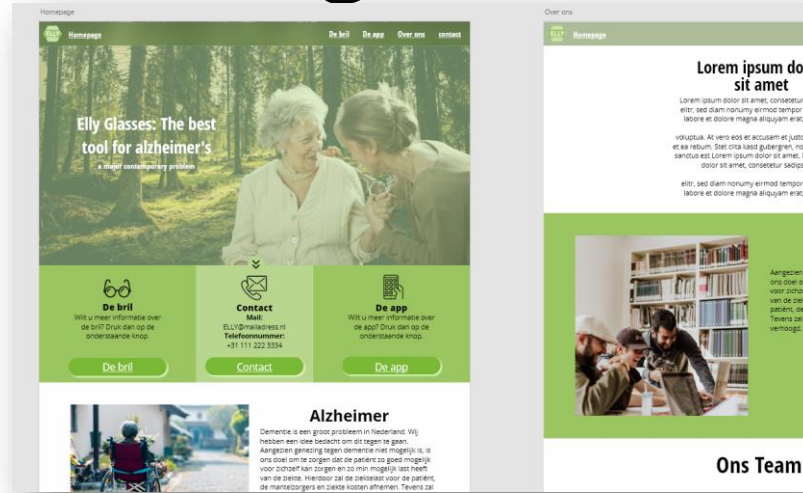 Homepage
ELLY
Homepage
De bril
De app
Over ons
contact
Elly Glasses: The best
tool for alzheimer's
a major contemporary problem
De bril
Wilt u meer informatie over
de bril? Druk dan op de
onderstaande knop.
De bril
Contact
Mail:
ELLY@mailadress.nl
Telefoonnummer:
+31 111 222 3334
Contact
De app
Wilt u meer informatie over
de app? Druk dan op de
onderstaande knop.
De app
Alzheimer
Dementie is een groot probleem in Nederland. Wij
hebben een idee bedacht om dit tegen te gaan.
Aangezien genezing tegen dementie niet mogelijk is, is
ons doel om te zorgen dat de patiënt zo goed mogelijk
voor zichzelf kan zorgen en zo min mogelijk last heeft
van de ziekte. Hierdoor zal de ziektelast voor de patiënt,
de mantelzorgers en ziekte kosten afnemen. Tevens zal
Over ons
ELLY
Homepage
Lorem ipsum do
sit amet
Lorem ipsum dolor sit amet, consetetur
elitr, sed diam nonumy eirmod tempor
labore et dolore magna aliquyam erat,
voluptua. At vero eos et accusam et justo
et ea rebum. Stet clita kasd gubergren, no
sanctus est Lorem ipsum dolor sit amet.
dolor sit amet, consetetur sadips
elitr, sed diam nonumy eirmod tempor
labore et dolore magna aliquyam erat,
Aangezien
ons doel o
voor zichze
van de ziek
patiënt, de
Tevens zal
verhoogd.
Ons Team